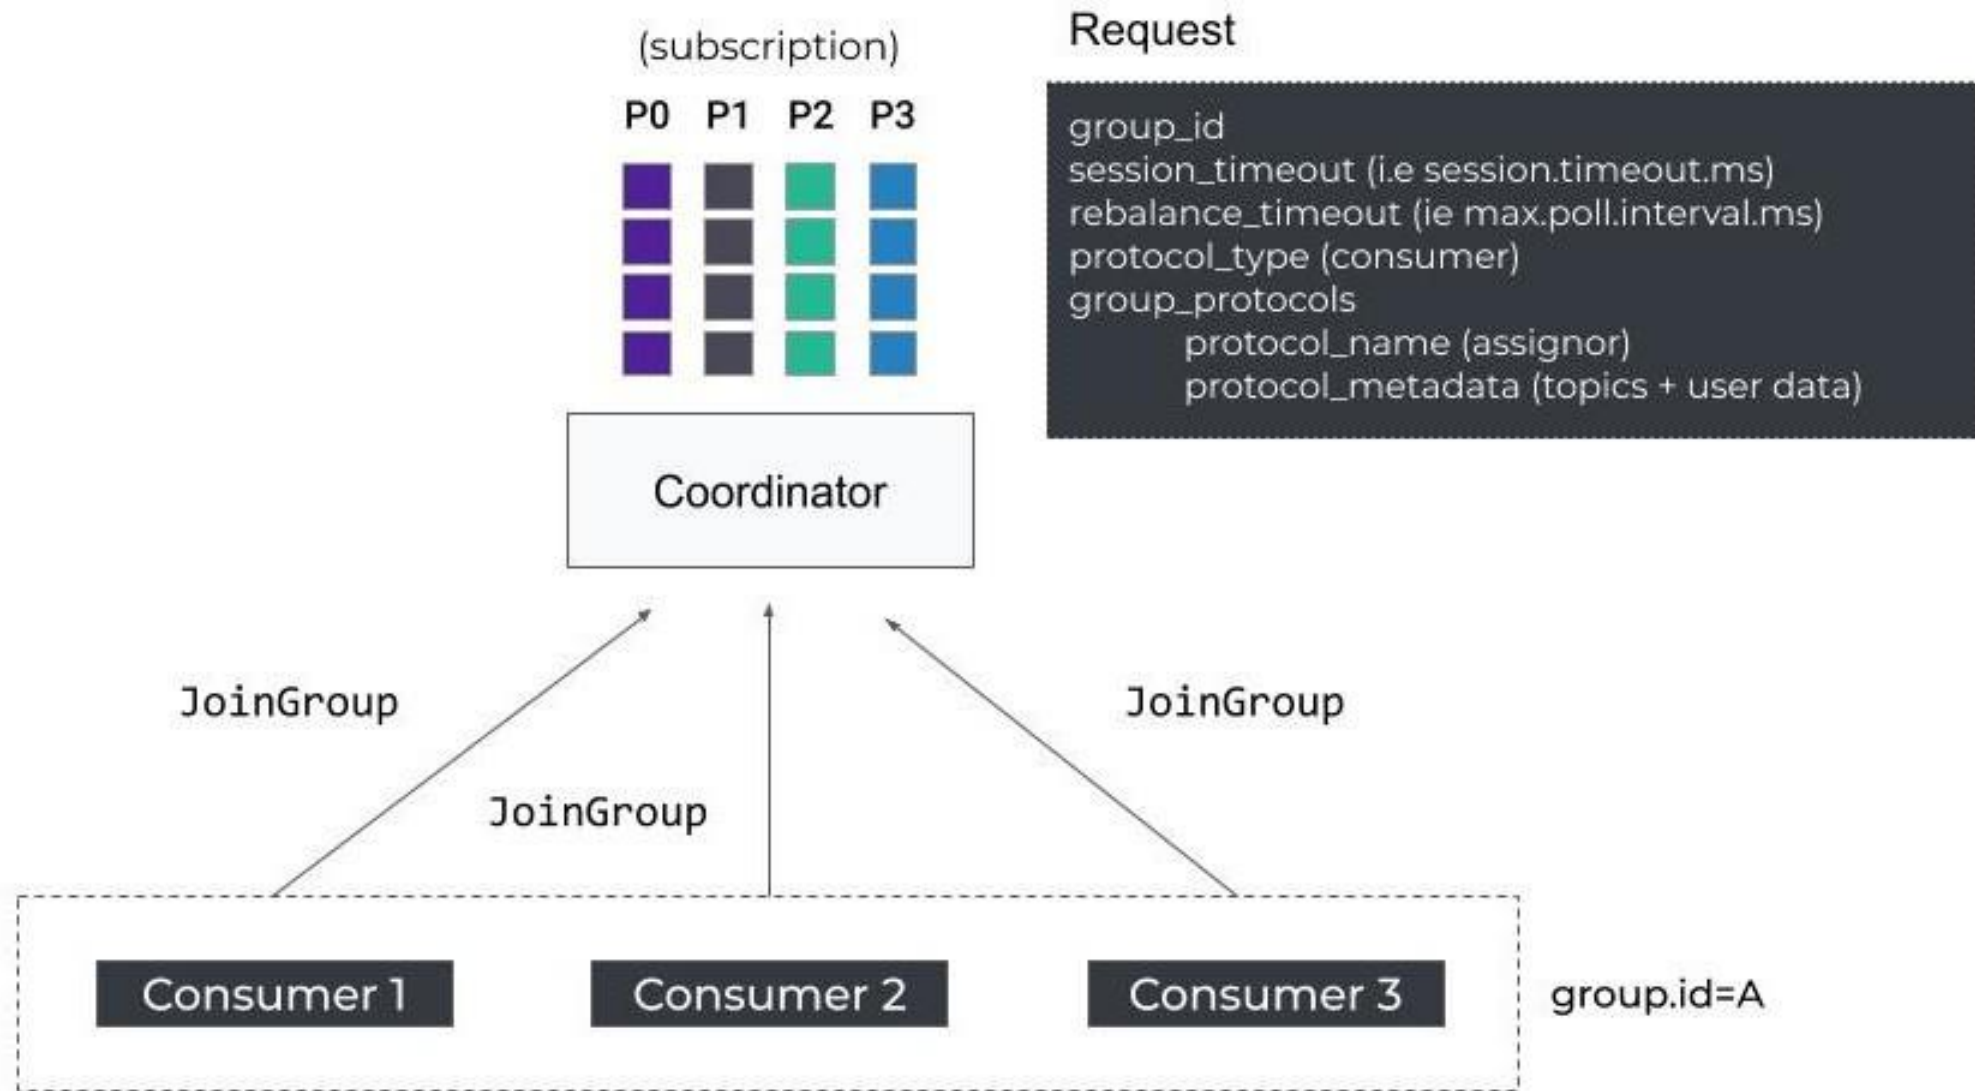 (subscription)
P0 P1 P2 P3
Request
group_id
session_timeout (i.e session.timeout.ms)
rebalance_timeout (ie max.poll.interval.ms)
protocol_type (consumer)
group_protocols
protocol_name (assignor)
protocol_metadata (topics + user data)
Coordinator
JoinGroup
JoinGroup
JoinGroup
Consumer 1
Consumer 2
Consumer 3
group.id=A